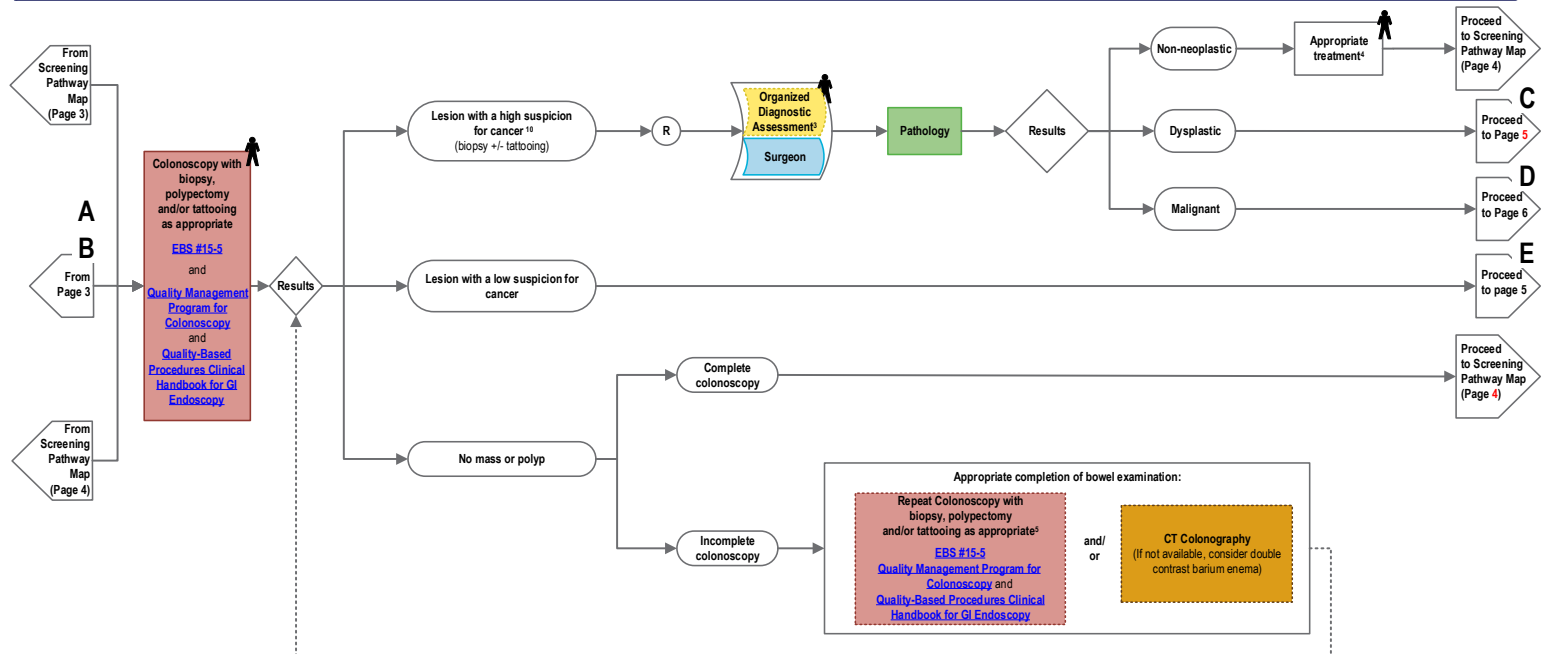 From
Screening
Pathway
Map
(Page 3)
A
B
From
Page 3
From
Screening
Pathway
Map
(Page 4)
Colonoscopy with
biopsy,
polypectomy
and/or tattooing
as appropriate
EBS #15-5
and
Quality Management
Program for
Colonoscopy
and
Quality-Based
Procedures Clinical
Handbook for GI
Endoscopy
Results
Lesion with a high suspicion
for cancer 10
(biopsy +/- tattooing)
R
Organized
Diagnostic
Assessment3
Surgeon
Pathology
Results
Non-neoplastic
Appropriate
treatment4
Proceed
to Screening
Pathway Map
(Page 4)
Dysplastic
C
Proceed
to Page 5
Malignant
D
Proceed
to Page 6
Lesion with a low suspicion for
cancer
E
Proceed
to page 5
No mass or polyp
Complete
colonoscopy
Proceed
to Screening
Pathway Map
(Page 4)
Incomplete
colonoscopy
Appropriate completion of bowel examination:
Repeat Colonoscopy with
biopsy, polypectomy
and/or tattooing as appropriate5
EBS #15-5
Quality Management Program for
Colonoscopy and
Quality-Based Procedures Clinical
Handbook for GI Endoscopy
and/
or
CT Colonography
(If not available, consider double
contrast barium enema)